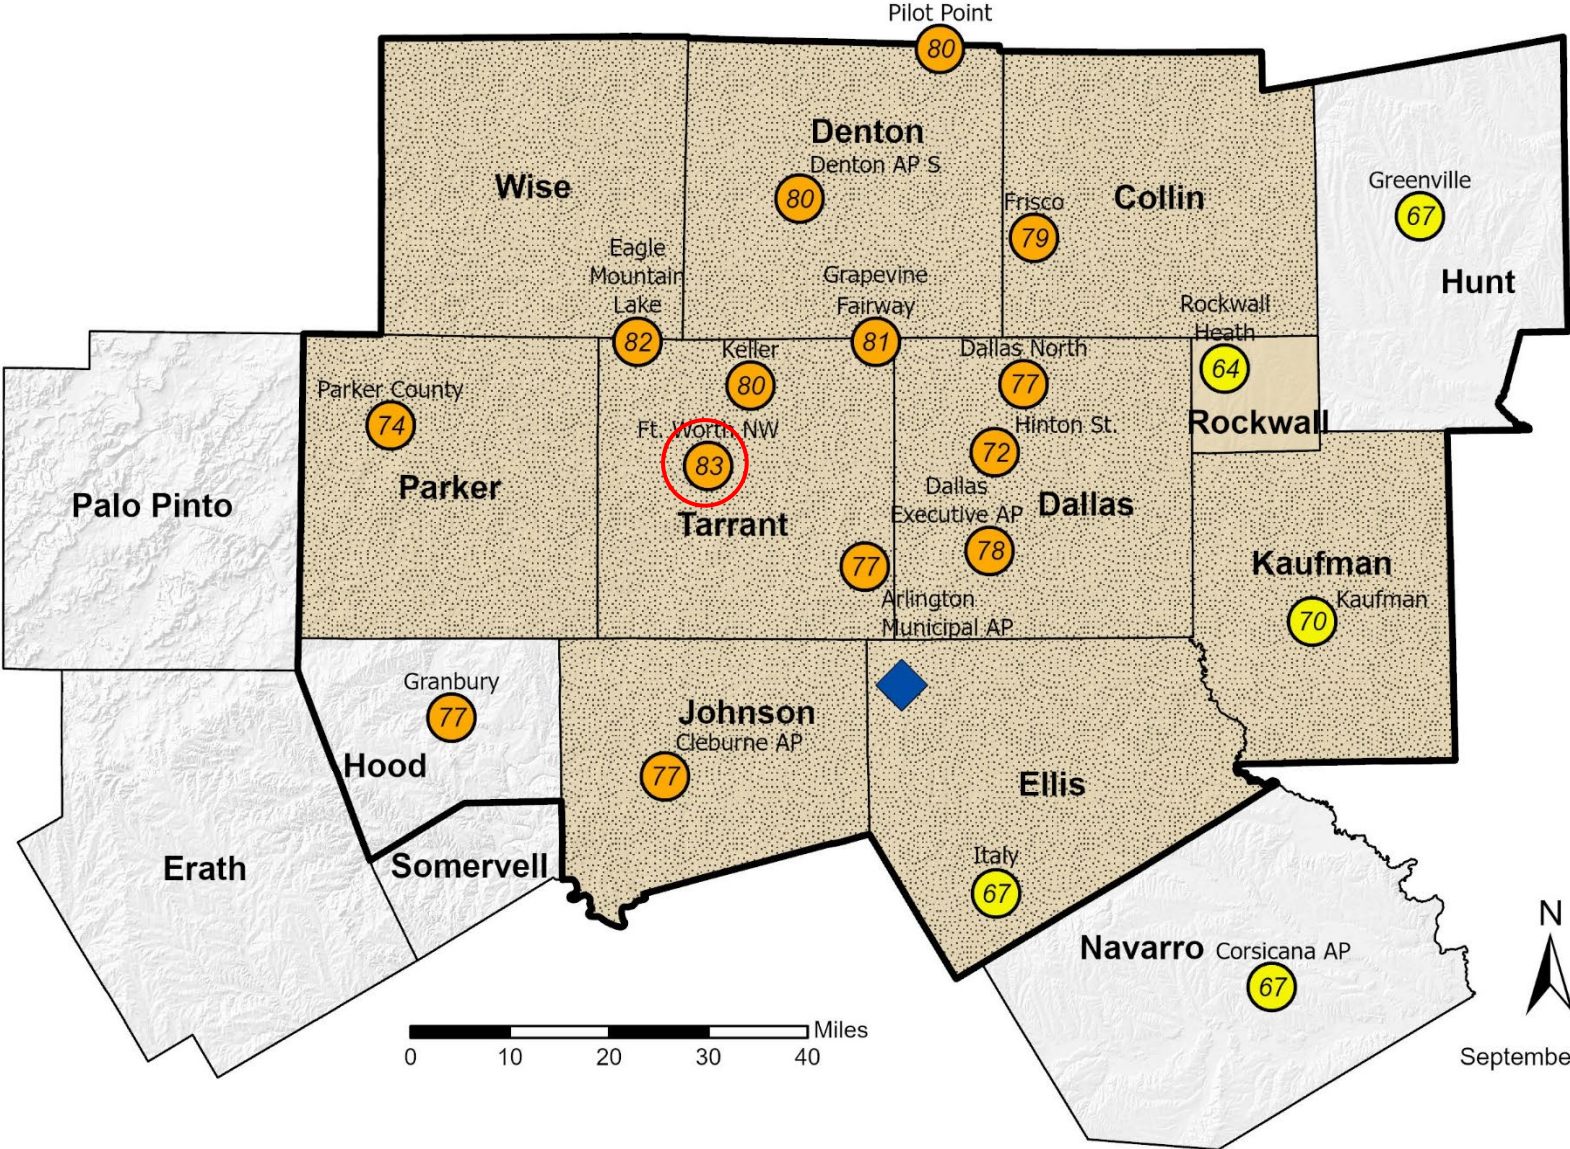 Pilot Point
80
Denton
Denton AP S
80
Wise
Collin
Frisco
79
Greenville
67
Hunt
Eagle
Mountain
Lake
82
Grapevine
Fairway
81
Rockwall
Heath
64
Rockwall
Keller
80
Dallas North
77
Parker County
74
Parker
Ft. Worth NW
83
Tarrant
Hinton St.
72
Dallas
Executive AP
78
Dallas
Palo Pinto
77
Arlington
Municipal AP
Kaufman
Kaufman
70
Granbury
77
Hood
Johnson
Cleburne AP
77
Ellis
Italy
67
Erath
Somervell
Navarro
Corsicana AP
67
N
Miles
0 10 20 30 40
Septembe